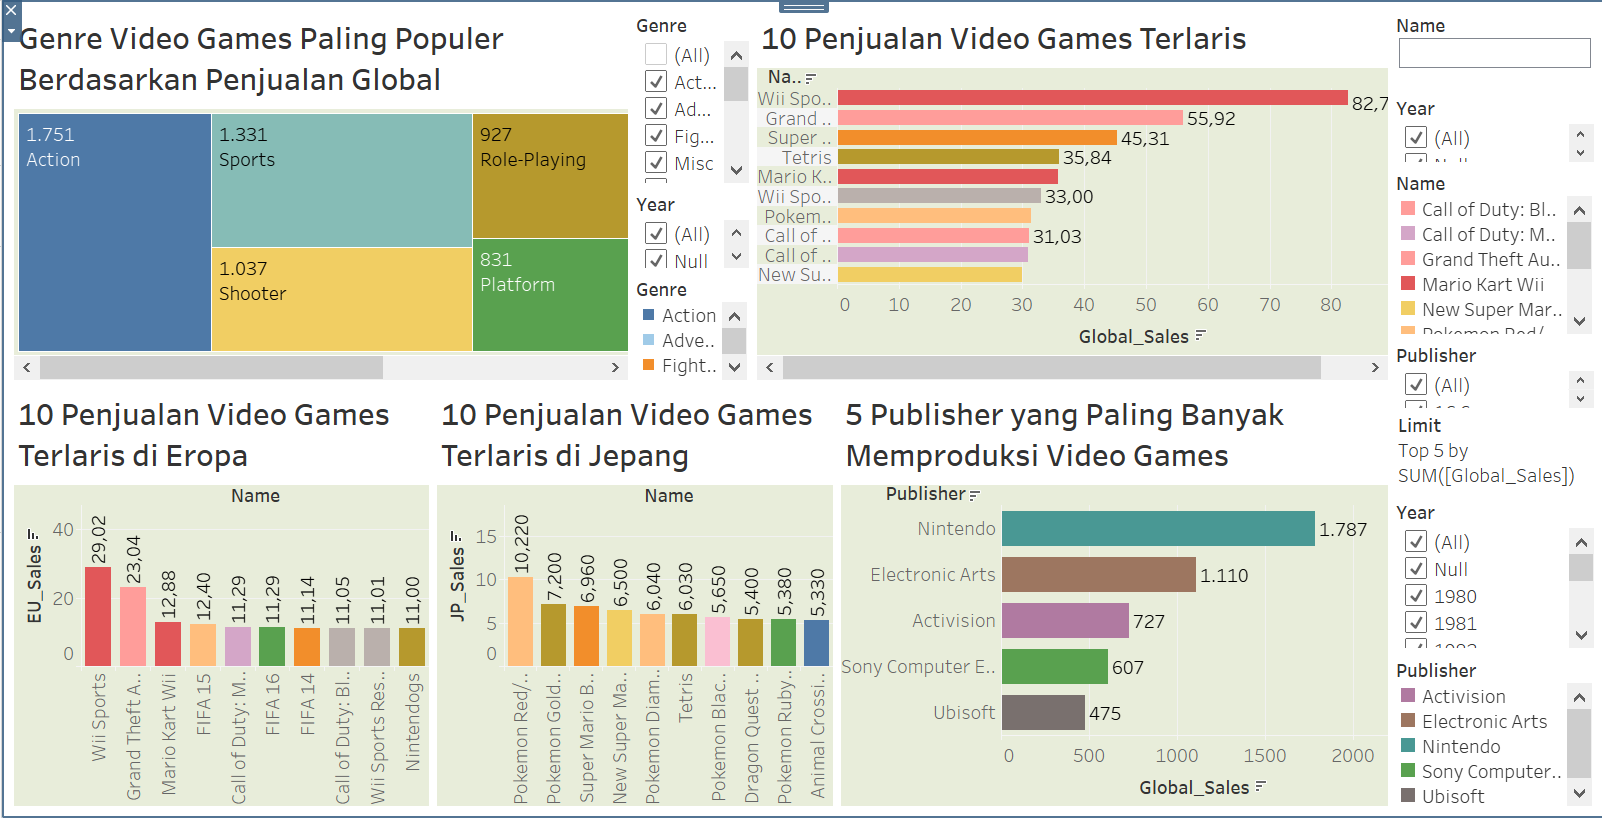 Genre Video Games Paling Populer
Berdasarkan Penjualan Global
1.751
Action
1.331
Sports
1.037
Shooter
927
Role-Playing
831
Platform
Genre
(All)
Act...
Ad...
Fig...
Misc
Year
(All)
Null
Genre
Action
Adve..
Fight..
10 Penjualan Video Games Terlaris
Na..
Wii Spo..
82,7
Grand ..
55,92
Super ..
45,31
Tetris
35,84
Mario K..
Wii Spo..
33,00
Pokem..
Call of ..
31,03
Call of ..
New Su..
0 10 20 30 40 50 60 70 80
Global_Sales
Name
Year
(All)
Null
Name
Call of Duty: Bl..
Call of Duty: M..
Grand Theft Au..
Mario Kart Wii
New Super Mar..
Pokemon Red/..
Publisher
(All)
Limit
Top 5 by
SUM([Global_Sales])
Year
(All)
Null
1980
1981
1982
Publisher
Activision
Electronic Arts
Nintendo
Sony Computer..
Ubisoft
10 Penjualan Video Games
Terlaris di Eropa
Name
EU_Sales
40
20
0
29,02
23,04
12,88
12,40
11,29
11,29
11,14
11,05
11,01
11,00
Wii Sports
Grand Theft A..
Mario Kart Wii
FIFA 15
Call of Duty: M..
FIFA 16
FIFA 14
Call of Duty: Bl..
Wii Sports Res..
Nintendogs
10 Penjualan Video Games
Terlaris di Jepang
Name
JP_Sales
15
10
5
0
10,220
7,200
6,960
6,500
6,040
6,030
5,650
5,400
5,380
5,330
Pokemon Red/..
Pokemon Gold..
Super Mario B..
New Super Ma..
Pokemon Diam..
Tetris
Pokemon Blac..
Dragon Quest ..
Pokemon Ruby..
Animal Crossi..
5 Publisher yang Paling Banyak
Memproduksi Video Games
Publisher
Nintendo
1.787
Electronic Arts
1.110
Activision
727
Sony Computer E..
607
Ubisoft
475
0 500 1000 1500 2000
Global_Sales